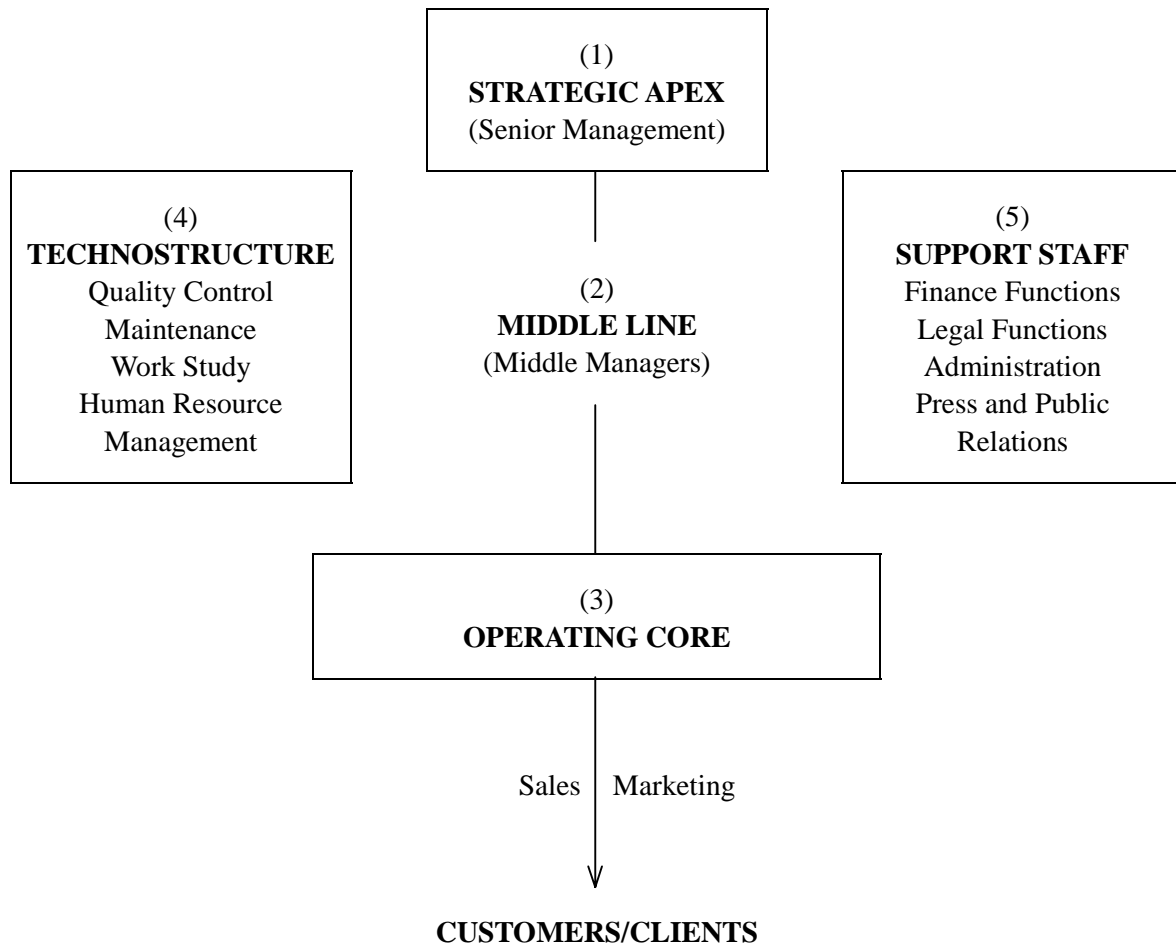 (1)
STRATEGIC APEX
(Senior Management)
(4)
TECHNOSTRUCTURE
Quality Control
Maintenance
Work Study
Human Resource
Management
(2)
MIDDLE LINE
(Middle Managers)
(5)
SUPPORT STAFF
Finance Functions
Legal Functions
Administration
Press and Public
Relations
(3)
OPERATING CORE
Sales Marketing
CUSTOMERS/CLIENTS